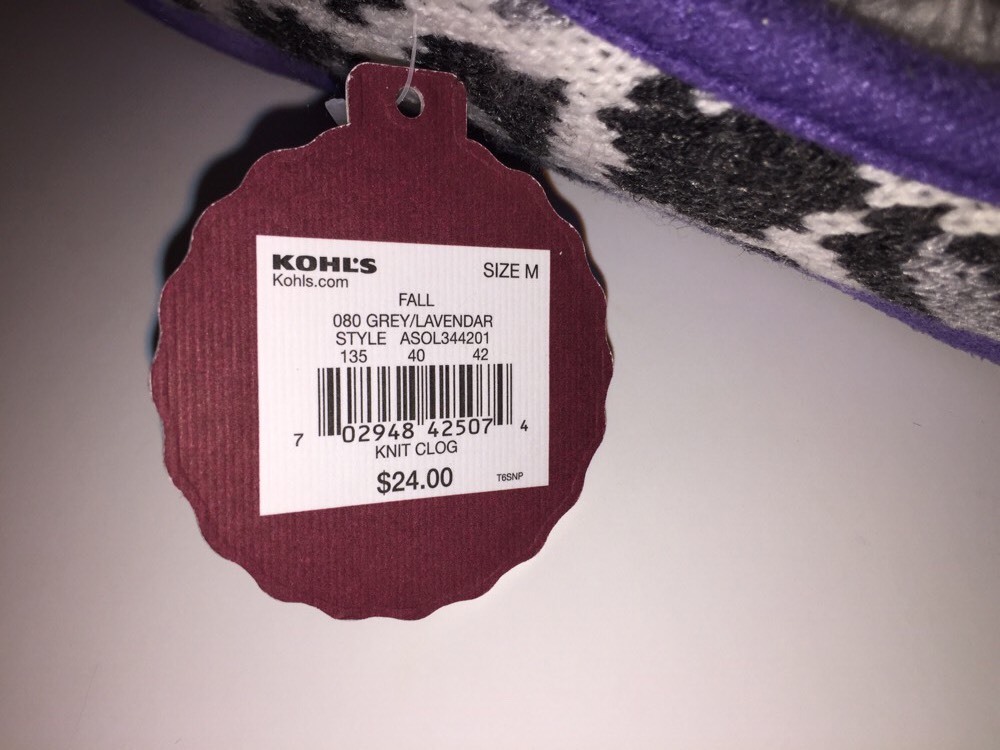 KOHL'S SIZE M
Kohls.com
FALL
080 GREY/LAVENDAR
STYLE ASOL344201
135 40 42
7 02948 42507 4
KNIT CLOG
$24.00 T6SNP